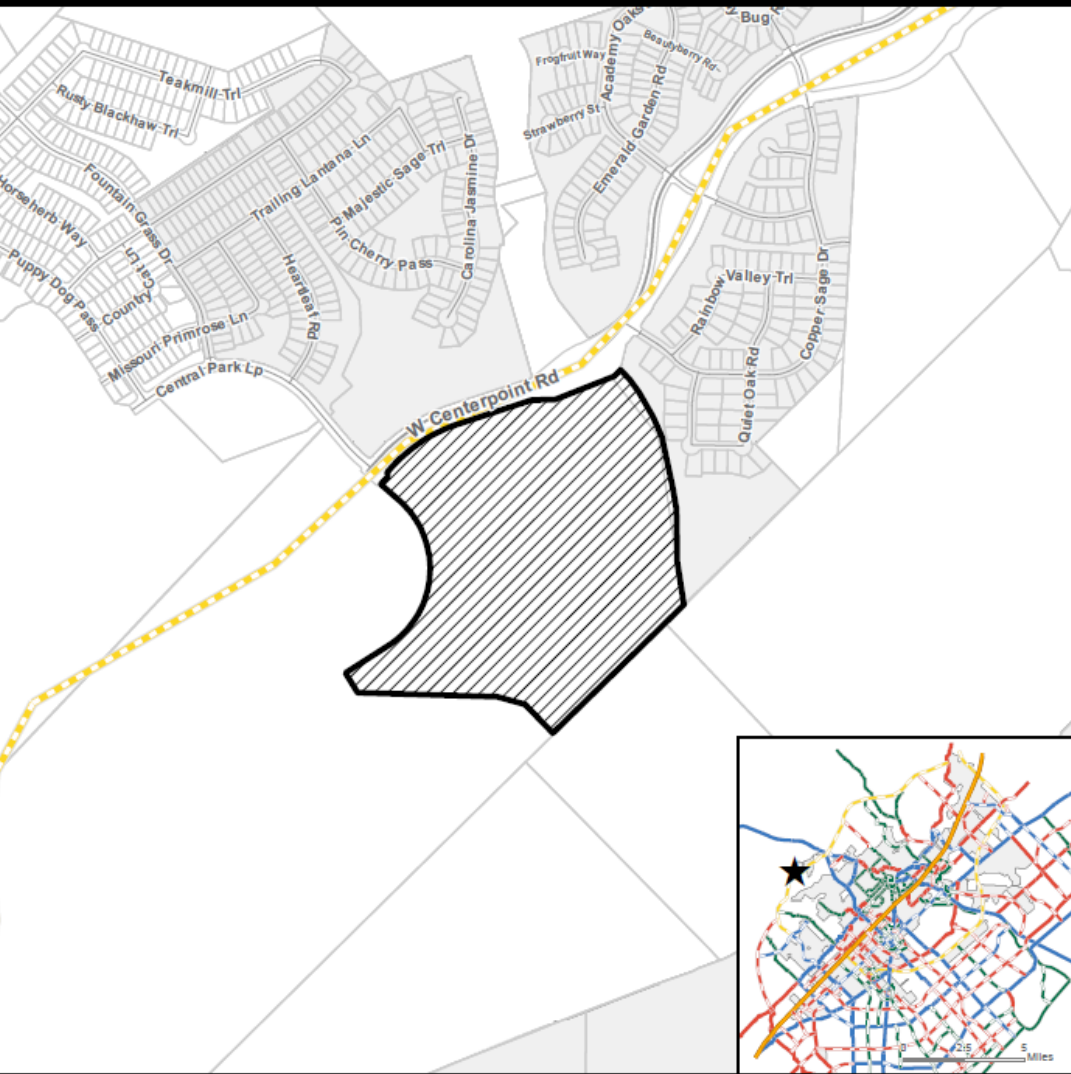 Bug
Academy Oaks
Beautyberry Rd
Frogfruit Way
Teakmill Trl
Rusty Blackhaw Trl
Strawberry St
Emerald Garden Rd
Trailing Lantana Ln
Majestic Sage Trl
Carolina Jasmine Dr
Fountain Grass Dr
Horseherb Way
Pin Cherry Pass
Puppy Dog Pass
Country
Cat Ln
Heartleaf Rd
Rainbow
Valley Trl
Copper Sage Dr
Missouri Primrose Ln
Central Park Lp
Quiet Oak Rd
W Centerpoint Rd
0 2.5 5
Miles